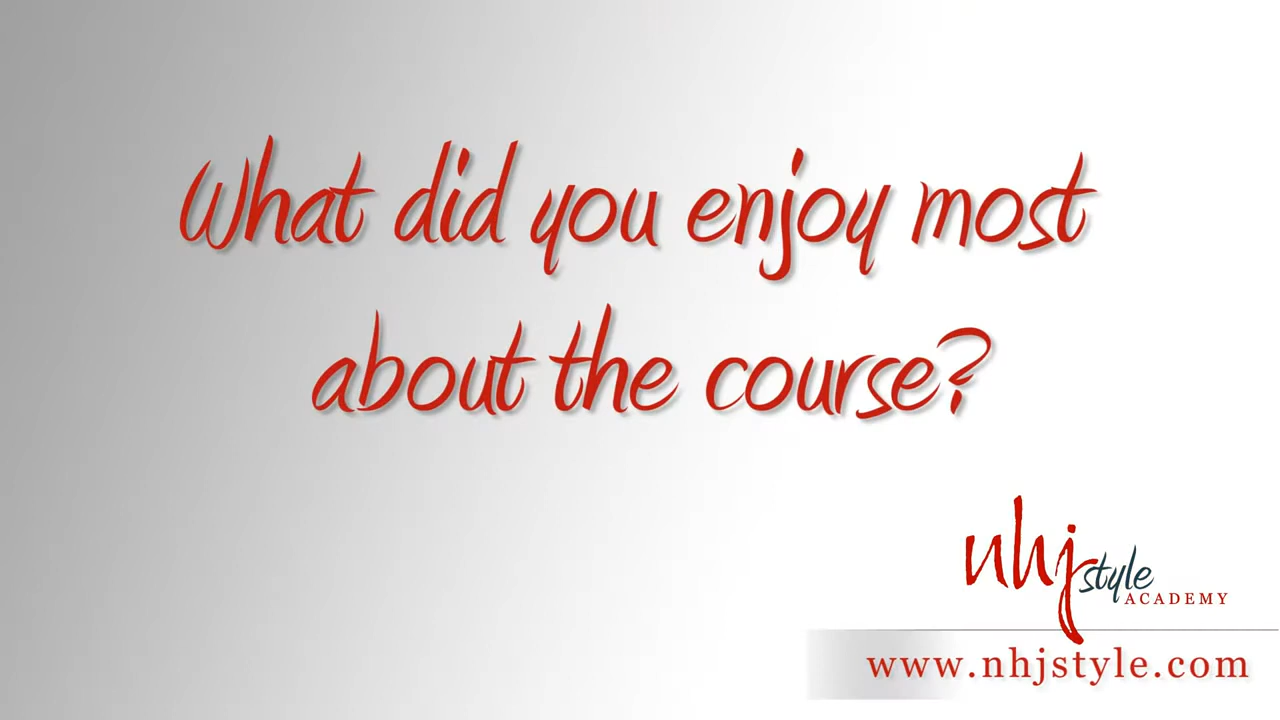 What did you enjoy most
about the course?
nhj style
ACADEMY
www.nhjstyle.com